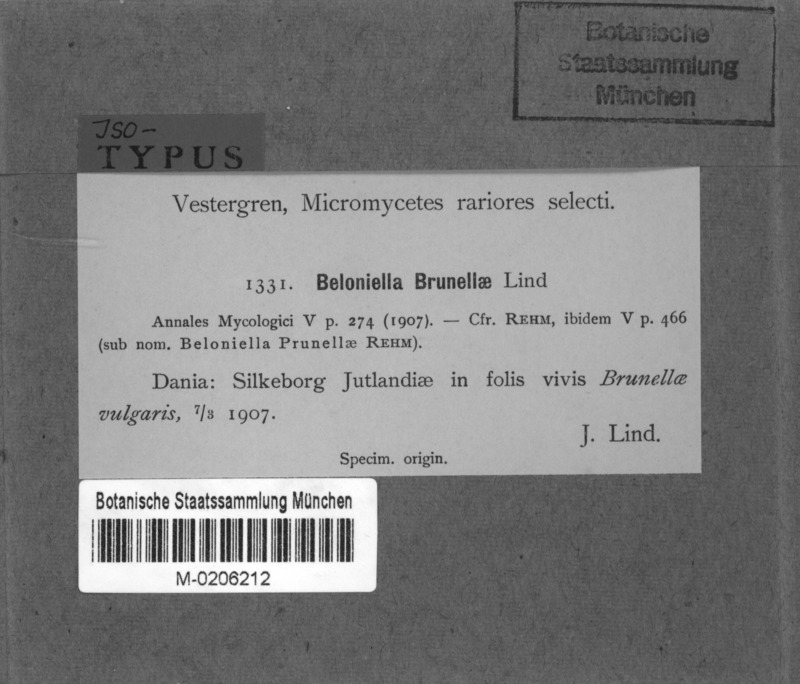 Botanische
Staatssammlung
München
ISO-
TYPUS
Vestergren, Micromycetes rariores selecti.
1331. Beloniella Brunellæ Lind
Annales Mycologici V p. 274 (1907). — Cfr. REHM, ibidem V p. 466
(sub nom. Beloniella Prunellæ REHM).
Dania: Silkeborg Jutlandiæ in folis vivis Brunellæ
vulgaris, 7/3 1907.
J. Lind.
Specim. origin.
Botanische Staatssammlung München
M-0206212